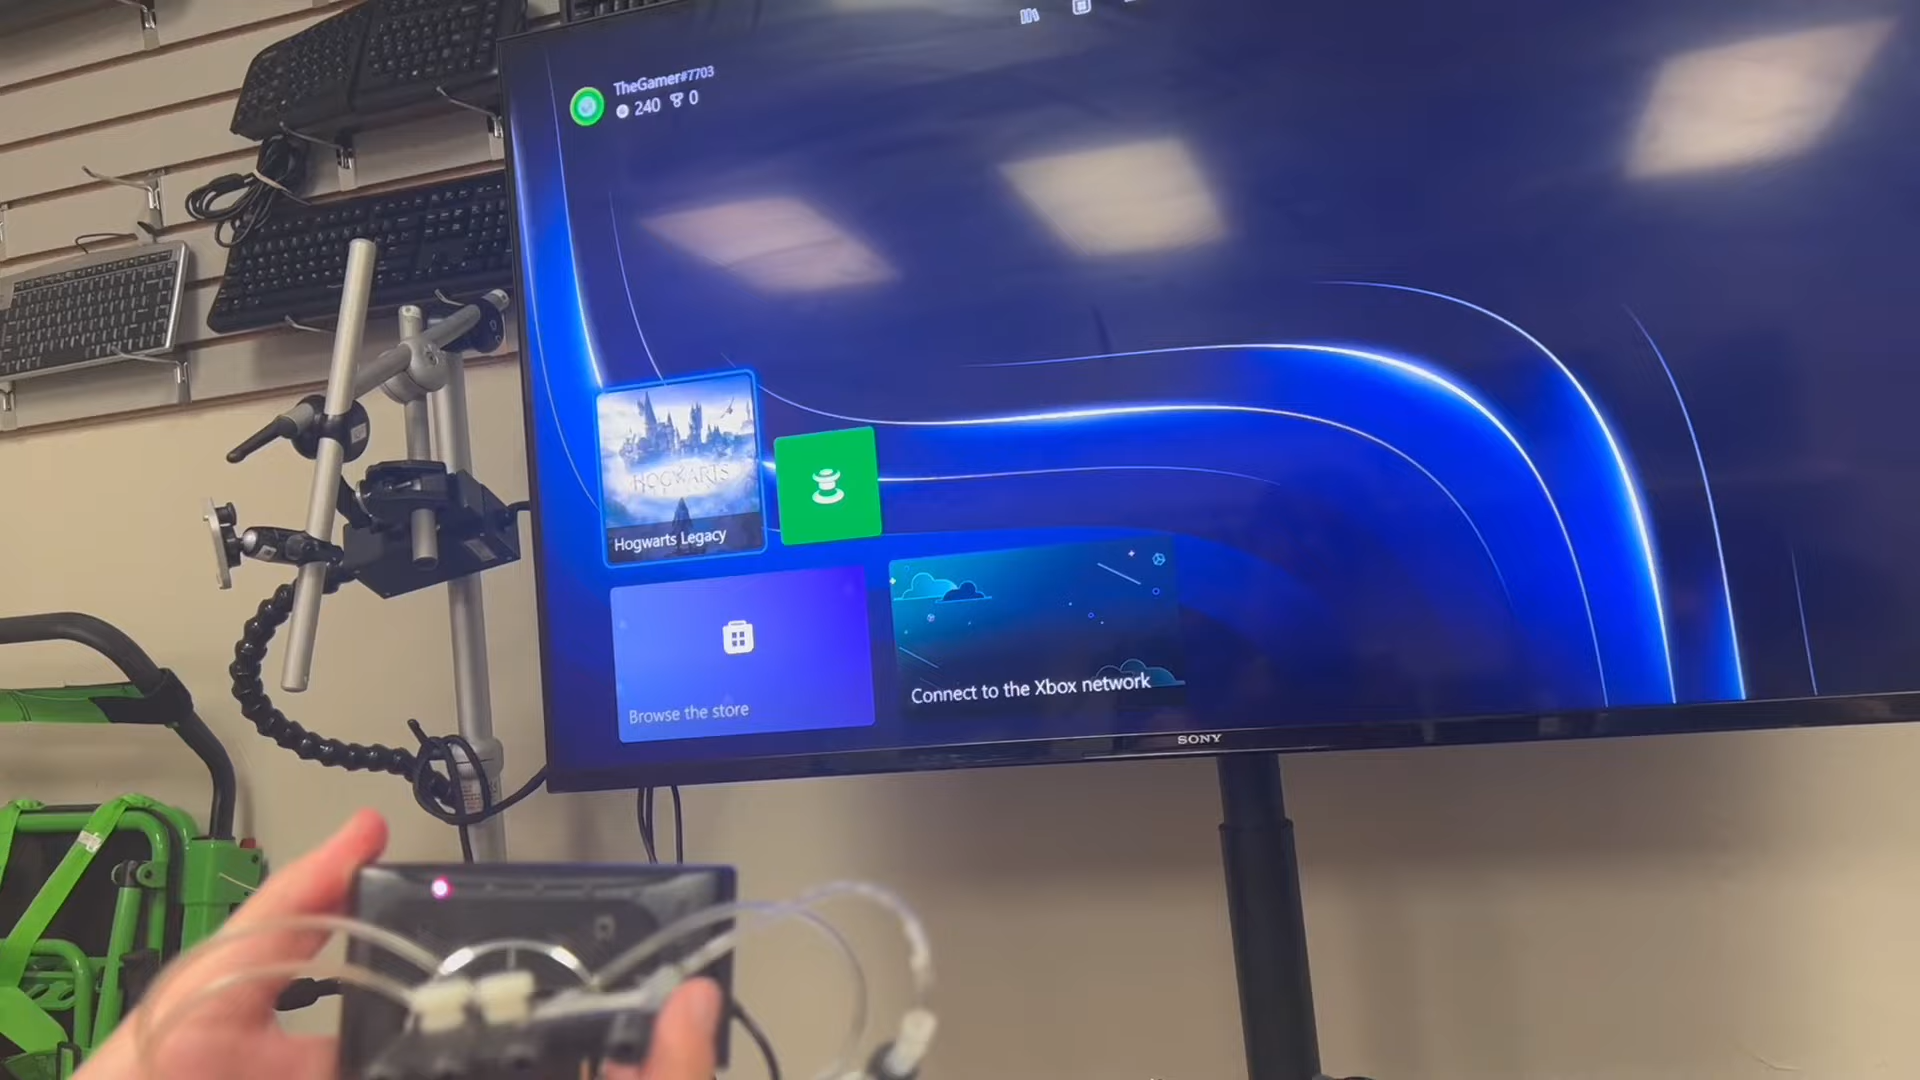 TheGamer#7703
240 0
HOGWARTS
Hogwarts Legacy
Browse the store
Connect to the Xbox network
SONY